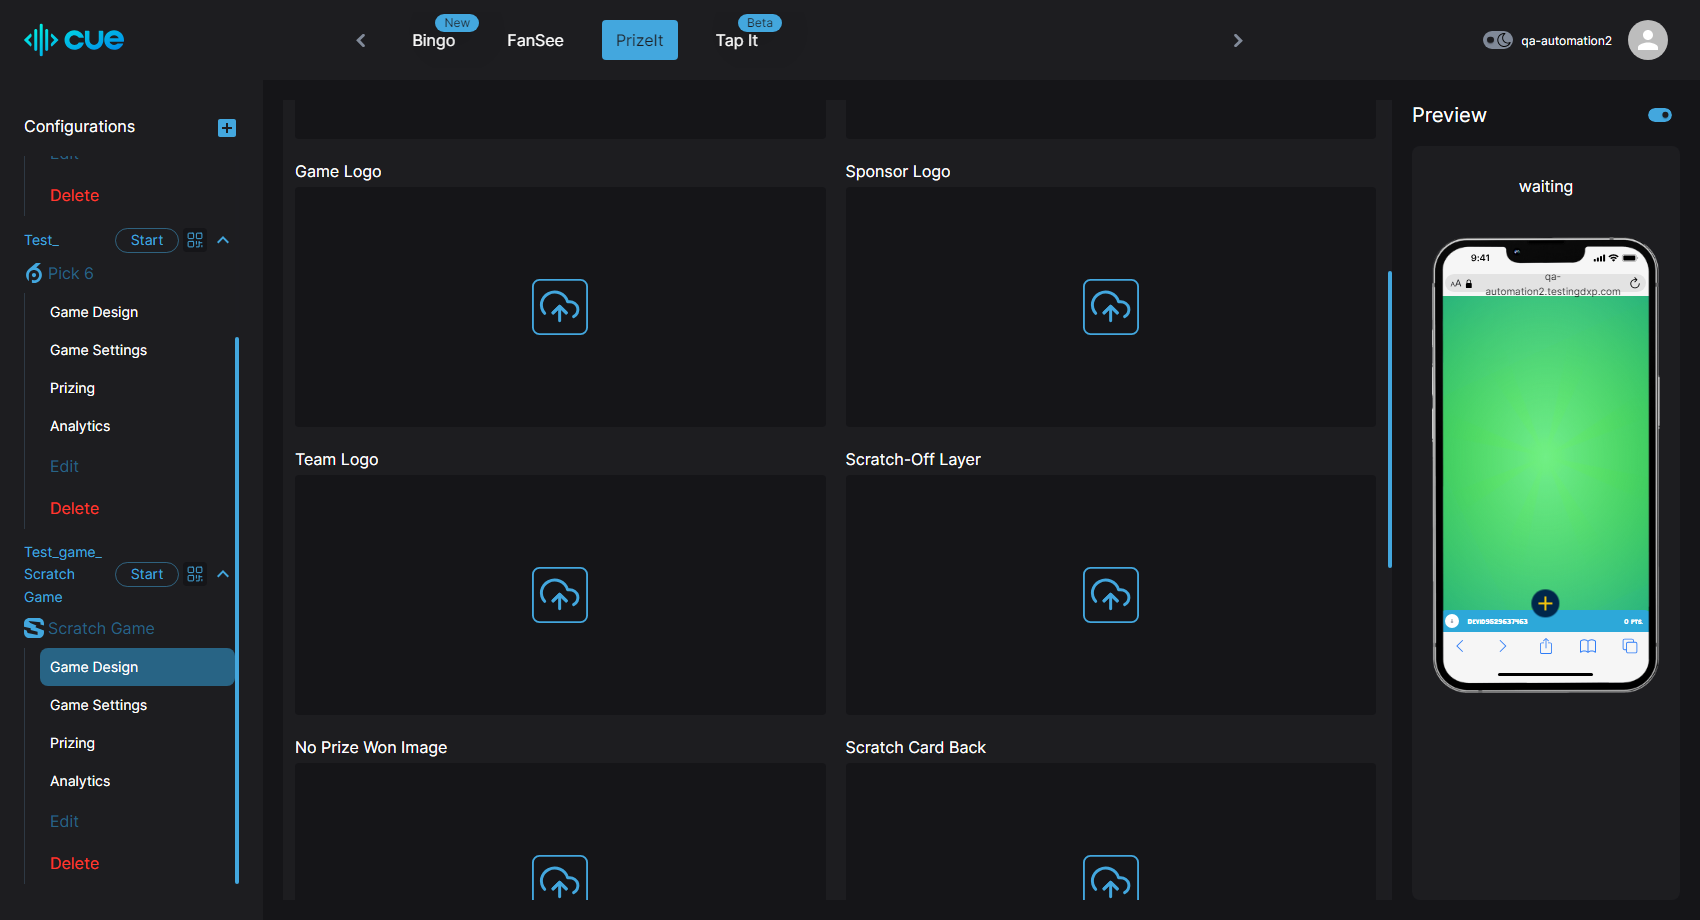 cue
New
Bingo
FanSee
PrizeIt
Beta
Tap It
qa-automation2
Configurations
Edit
Delete
Test_
Start
Pick 6
Game Design
Game Settings
Prizing
Analytics
Edit
Delete
Test_game_
Scratch
Game
Start
Scratch Game
Game Design
Game Settings
Prizing
Analytics
Edit
Delete
Game Logo
Sponsor Logo
Team Logo
Scratch-Off Layer
No Prize Won Image
Scratch Card Back
Preview
waiting
9:41
AA
qa-
automation2.testingdxp.com
0 PTS.